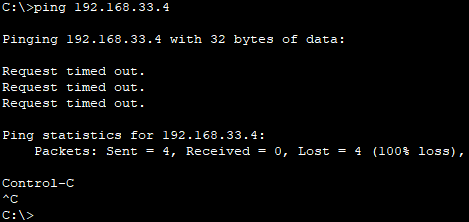 C:\>ping 192.168.33.4
Pinging 192.168.33.4 with 32 bytes of data:
Request timed out.
Request timed out.
Request timed out.
Ping statistics for 192.168.33.4:
    Packets: Sent = 4, Received = 0, Lost = 4 (100% loss),
Control-C
^C
C:\>